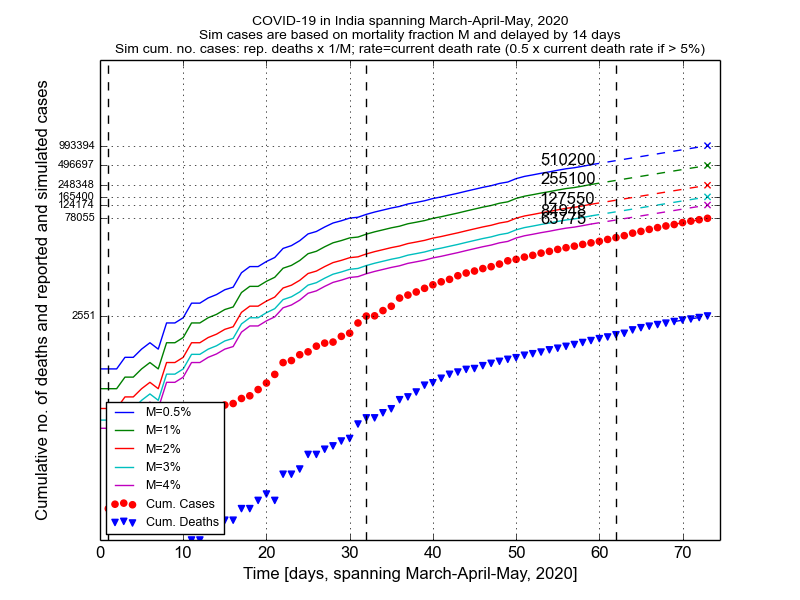 COVID-19 in India spanning March-April-May, 2020
Sim cases are based on mortality fraction M and delayed by 14 days
Sim cum. no. cases: rep. deaths x 1/M; rate=current death rate (0.5 x current death rate if > 5%)
Cumulative no. of deaths and reported and simulated cases
993394
496697
248348
165400
124174
78055
2551
510200
255100
127550
84948
63775
M=0.5%
M=1%
M=2%
M=3%
M=4%
Cum. Cases
Cum. Deaths
0 10 20 30 40 50 60 70
Time [days, spanning March-April-May, 2020]